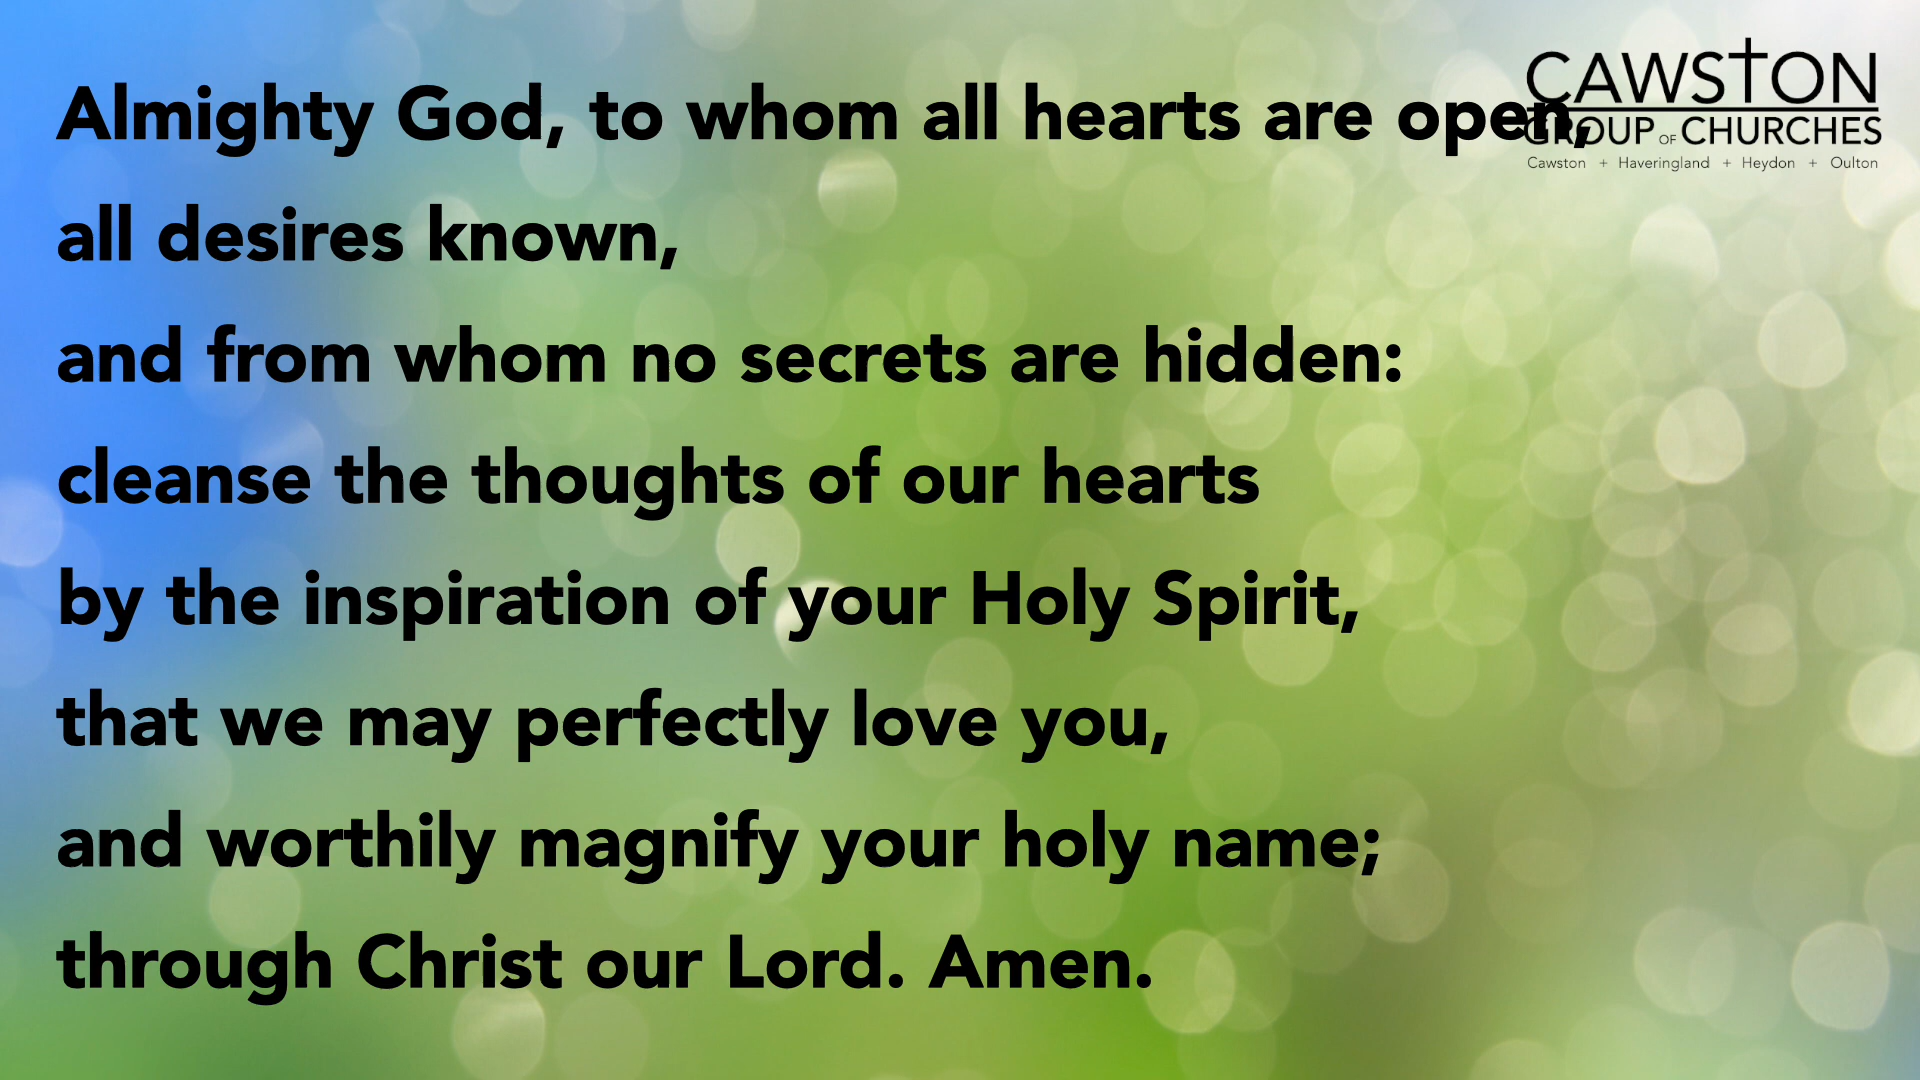 Almighty God, to whom all hearts are open,
all desires known,
and from whom no secrets are hidden:
cleanse the thoughts of our hearts
by the inspiration of your Holy Spirit,
that we may perfectly love you,
and worthily magnify your holy name;
through Christ our Lord. Amen.
CAWSTON
GROUP OF CHURCHES
Cawston + Haveringland + Heydon + Oulton